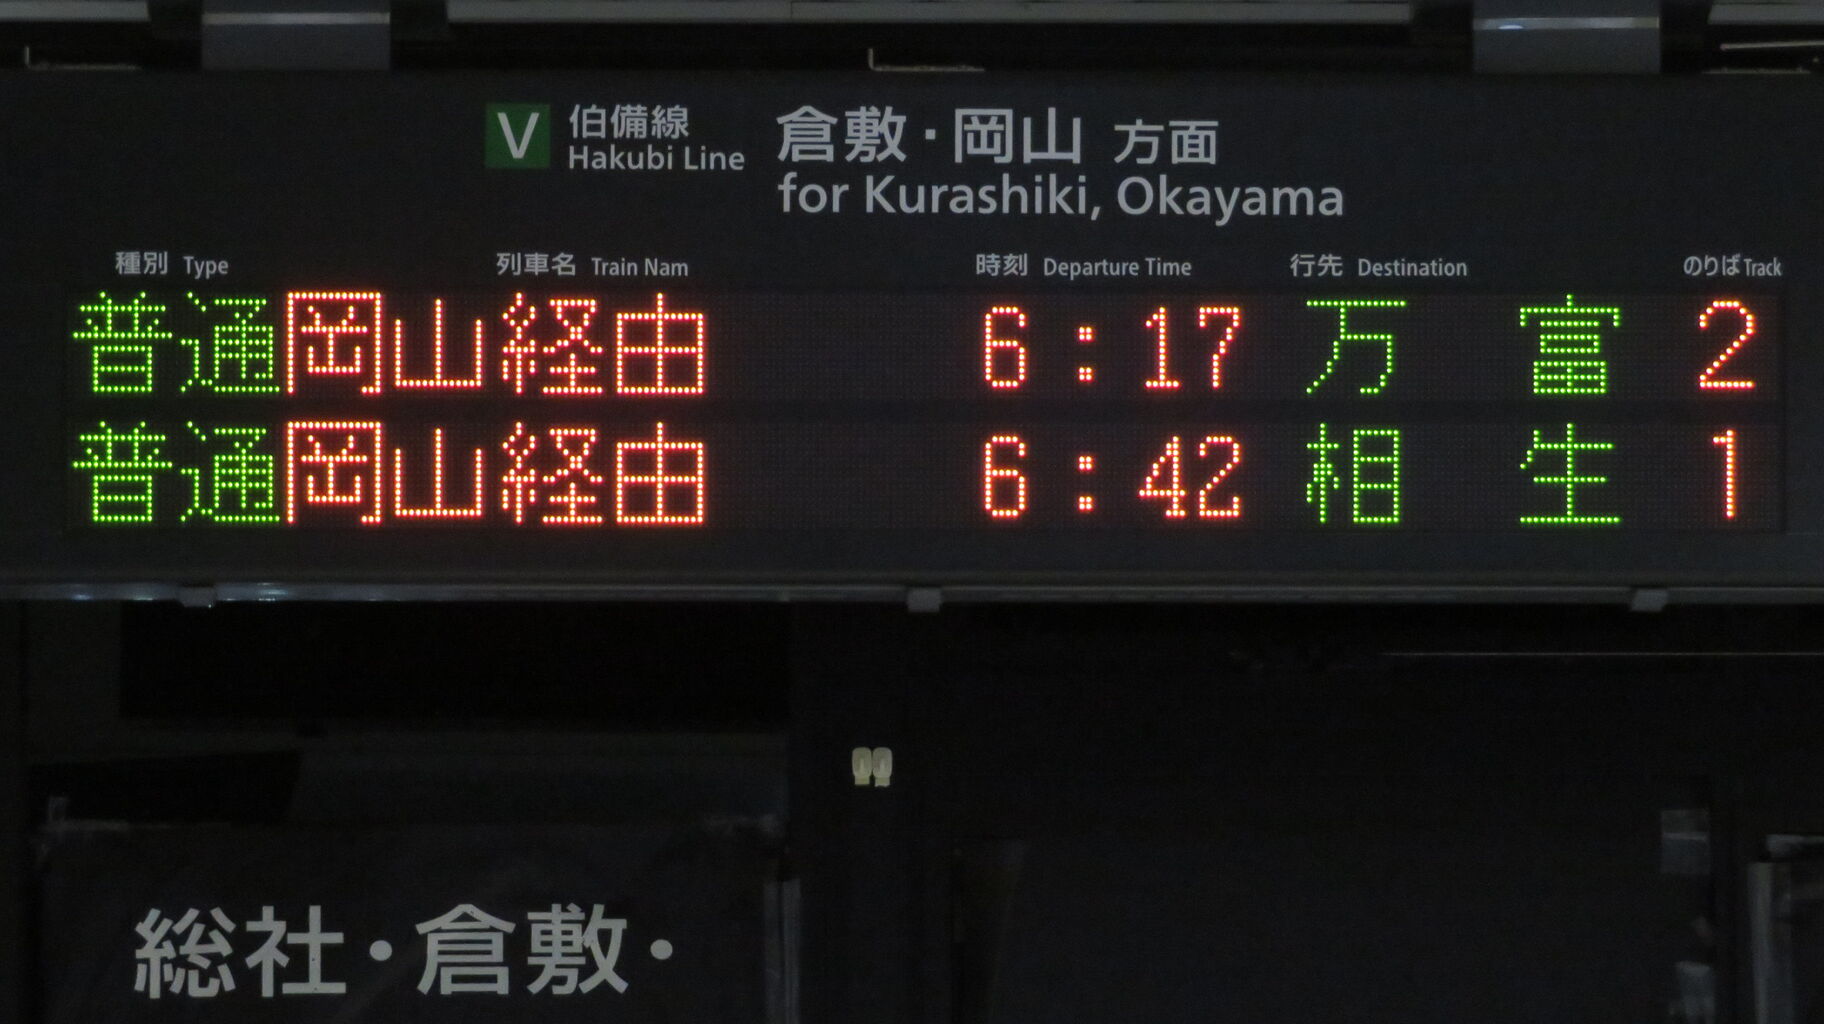 V 伯備線 倉敷・岡山 方面
Hakubi Line for Kurashiki, Okayama
種別 Type 列車名 Train Nam 時刻 Departure Time 行先 Destination のりば Track
普通 岡山経由 6:17 万富 2
普通 岡山経由 6:42 相生 1
総社・倉敷・